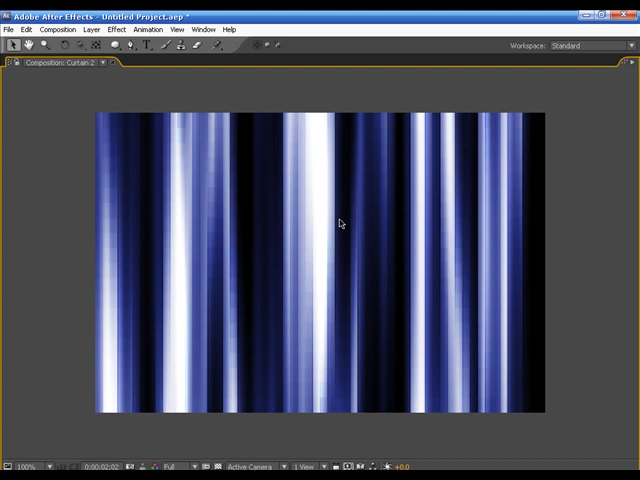 Adobe After Effects - Untitled Project.aep *
File Edit Composition Layer Effect Animation View Window Help
Workspace: Standard
Composition: Curtain 2
100% 0:00:02:02 Full Active Camera 1 View +0.0